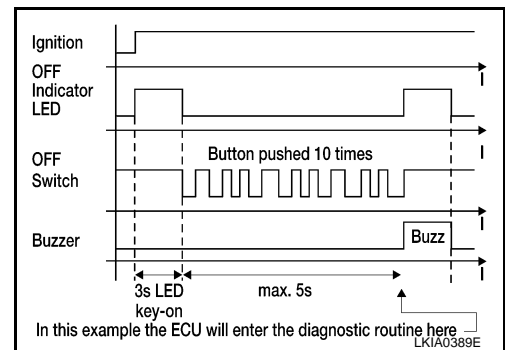 Ignition
OFF
Indicator
LED
OFF
Switch
Button pushed 10 times
Buzzer
Buzz
3s LED
key-on
max. 5s
In this example the ECU will enter the diagnostic routine here
LKIA0389E